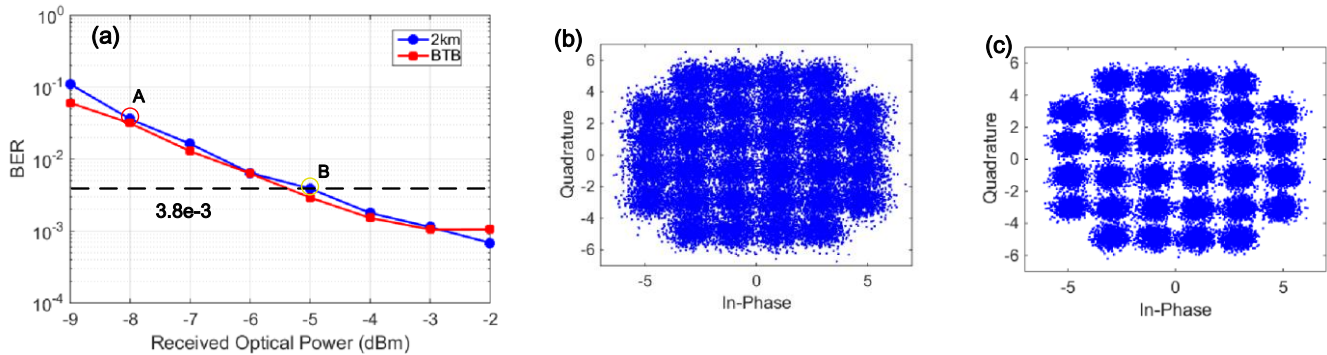 (a)
10^0
10^-1
10^-2
10^-3
10^-4
BER
A
B
3.8e-3
2km
BTB
-9 -8 -7 -6 -5 -4 -3 -2
Received Optical Power (dBm)
(b)
6
4
2
0
-2
-4
-6
Quadrature
-5 0 5
In-Phase
(c)
6
4
2
0
-2
-4
-6
Quadrature
-5 0 5
In-Phase